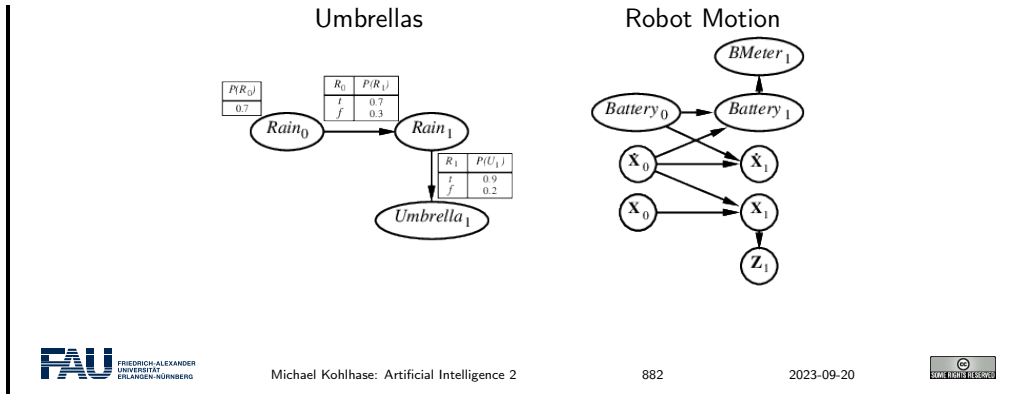 Umbrellas
P(R0)
0.7
R0 P(R1)
t 0.7
f 0.3
Rain0
Rain1
R1 P(U1)
t 0.9
f 0.2
Umbrella1
Robot Motion
BMeter1
Battery0
Battery1
Ẋ0
Ẋ1
X0
X1
Z1
FAU FRIEDRICH-ALEXANDER
UNIVERSITÄT
ERLANGEN-NÜRNBERG
Michael Kohlhase: Artificial Intelligence 2
882
2023-09-20
cc
SOME RIGHTS RESERVED